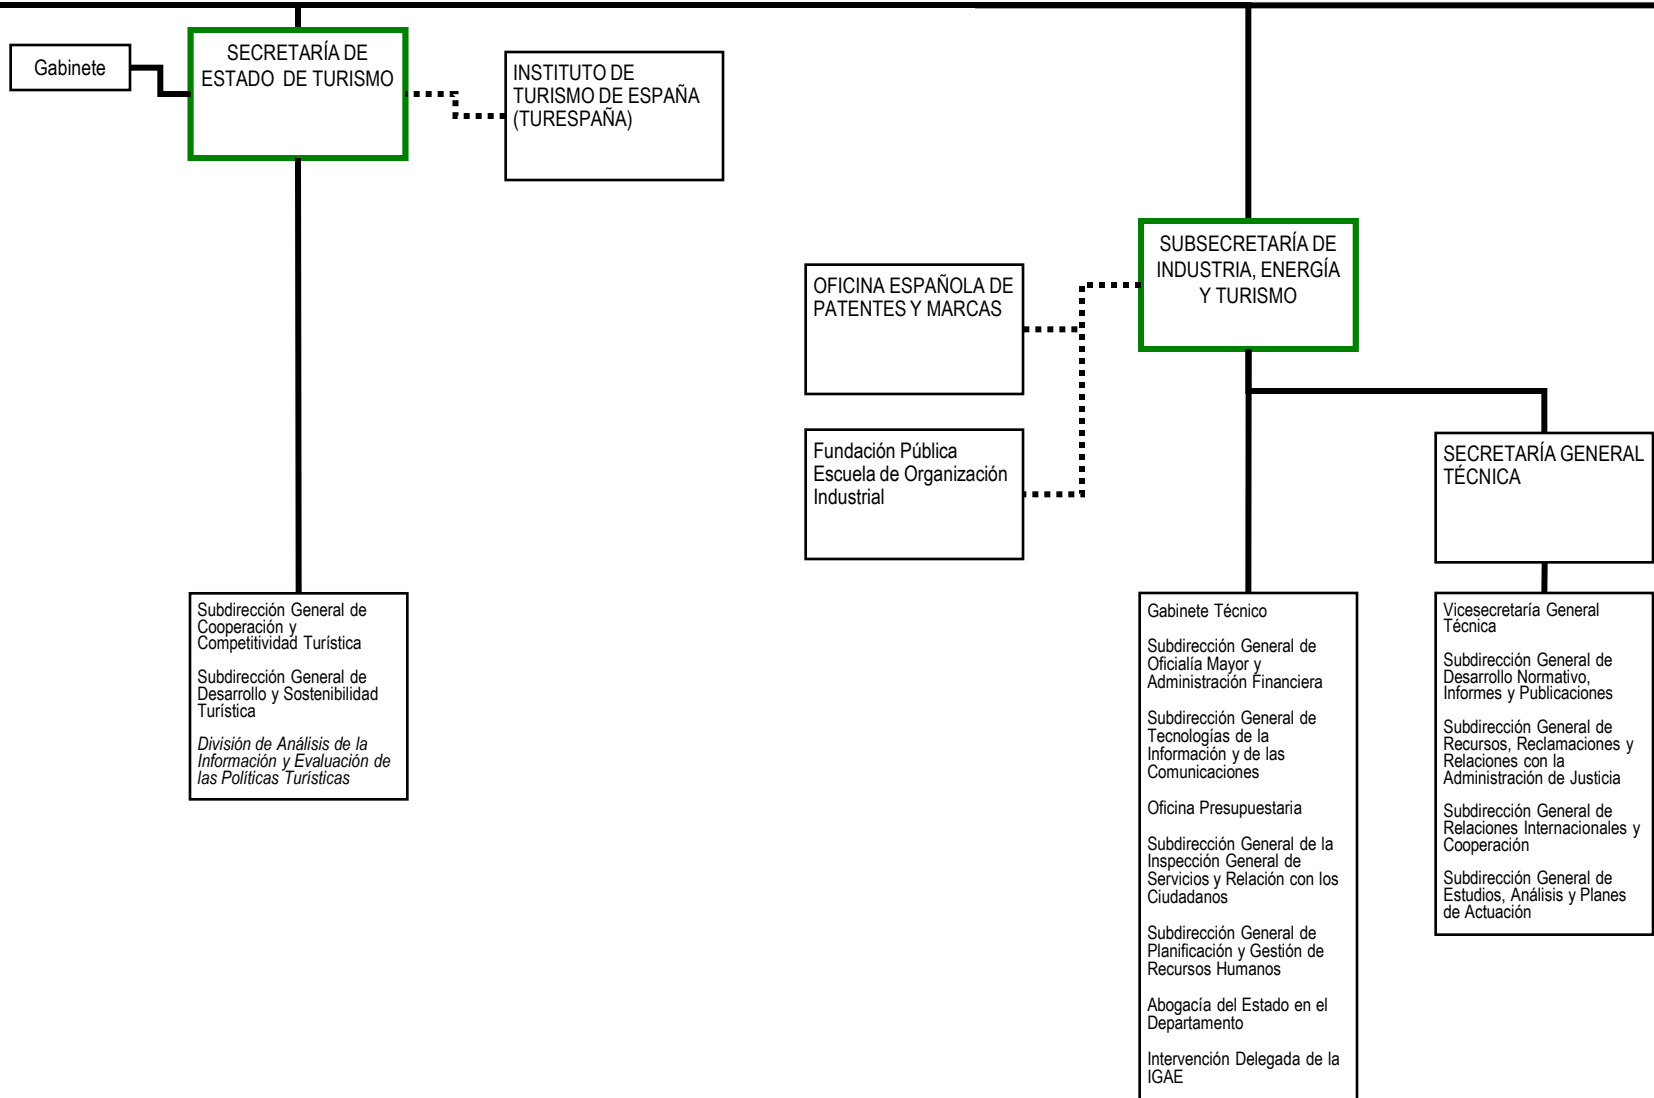 Gabinete
SECRETARÍA DE
ESTADO DE TURISMO
INSTITUTO DE
TURISMO DE ESPAÑA
(TURESPAÑA)
SUBSECRETARÍA DE
INDUSTRIA, ENERGÍA
Y TURISMO
OFICINA ESPAÑOLA DE
PATENTES Y MARCAS
Fundación Pública
Escuela de Organización
Industrial
SECRETARÍA GENERAL
TÉCNICA
Subdirección General de
Cooperación y
Competitividad Turística
Subdirección General de
Desarrollo y Sostenibilidad
Turística
División de Análisis de la
Información y Evaluación de
las Políticas Turísticas
Gabinete Técnico
Subdirección General de
Oficialía Mayor y
Administración Financiera
Subdirección General de
Tecnologías de la
Información y de las
Comunicaciones
Oficina Presupuestaria
Subdirección General de la
Inspección General de
Servicios y Relación con los
Ciudadanos
Subdirección General de
Planificación y Gestión de
Recursos Humanos
Abogacía del Estado en el
Departamento
Intervención Delegada de la
IGAE
Vicesecretaría General
Técnica
Subdirección General de
Desarrollo Normativo,
Informes y Publicaciones
Subdirección General de
Recursos, Reclamaciones y
Relaciones con la
Administración de Justicia
Subdirección General de
Relaciones Internacionales y
Cooperación
Subdirección General de
Estudios, Análisis y Planes
de Actuación